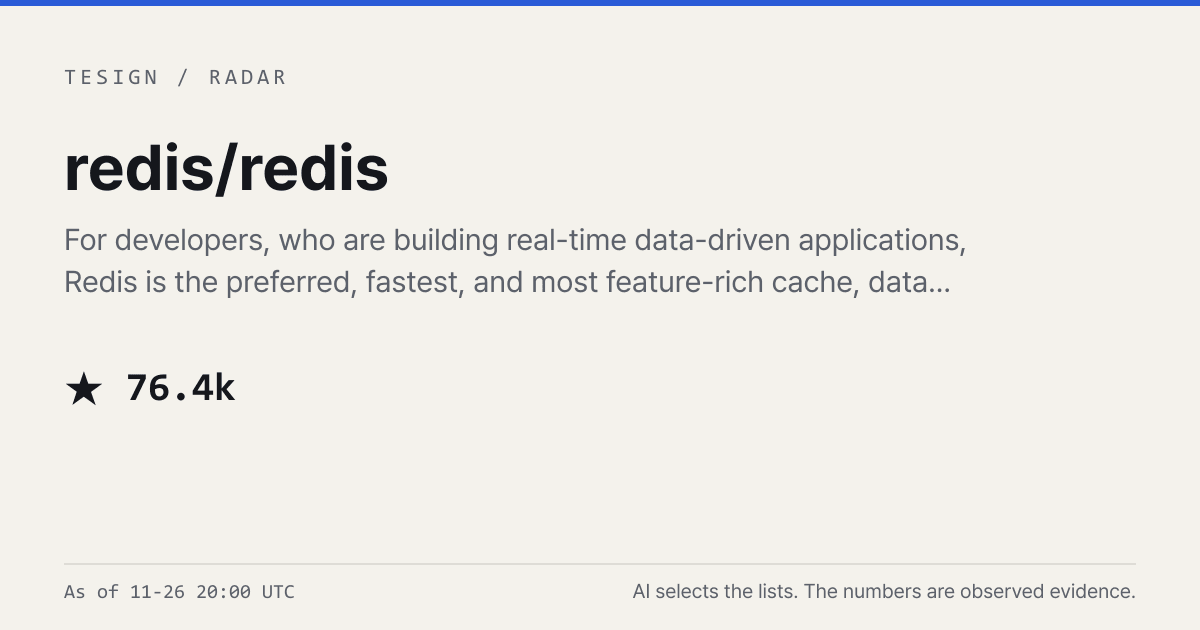 TESIGN / RADAR
redis/redis
For developers, who are building real-time data-driven applications,
Redis is the preferred, fastest, and most feature-rich cache, data…
★ 76.4k
As of 11-26 20:00 UTC
AI selects the lists. The numbers are observed evidence.